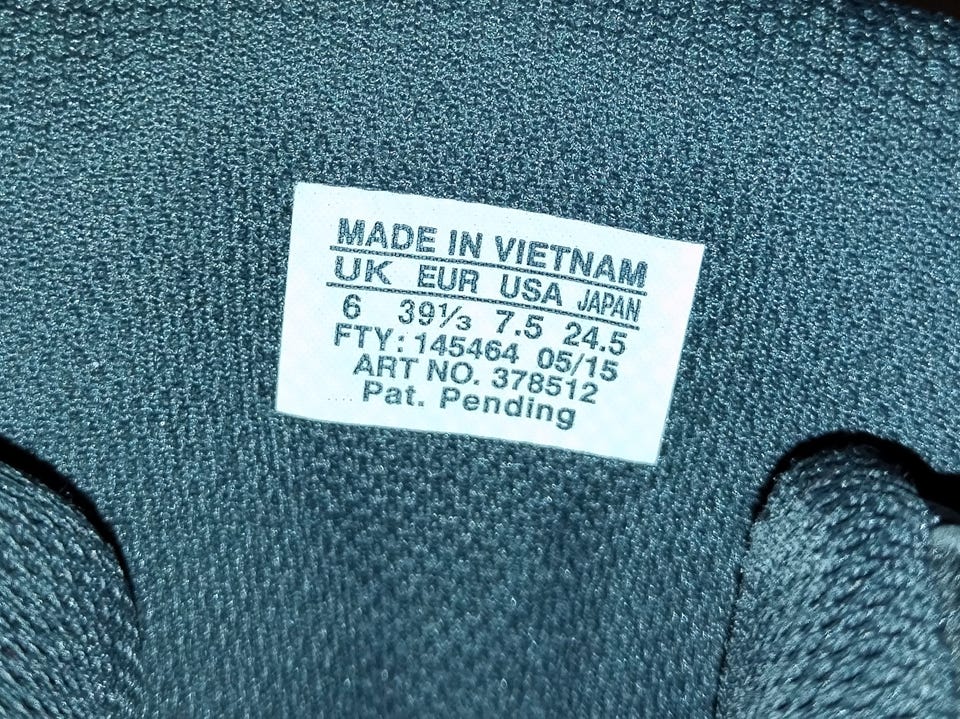 MADE IN VIETNAM
UK EUR USA JAPAN
6 39⅓ 7.5 24.5
FTY: 145464 05/15
ART NO. 378512
Pat. Pending